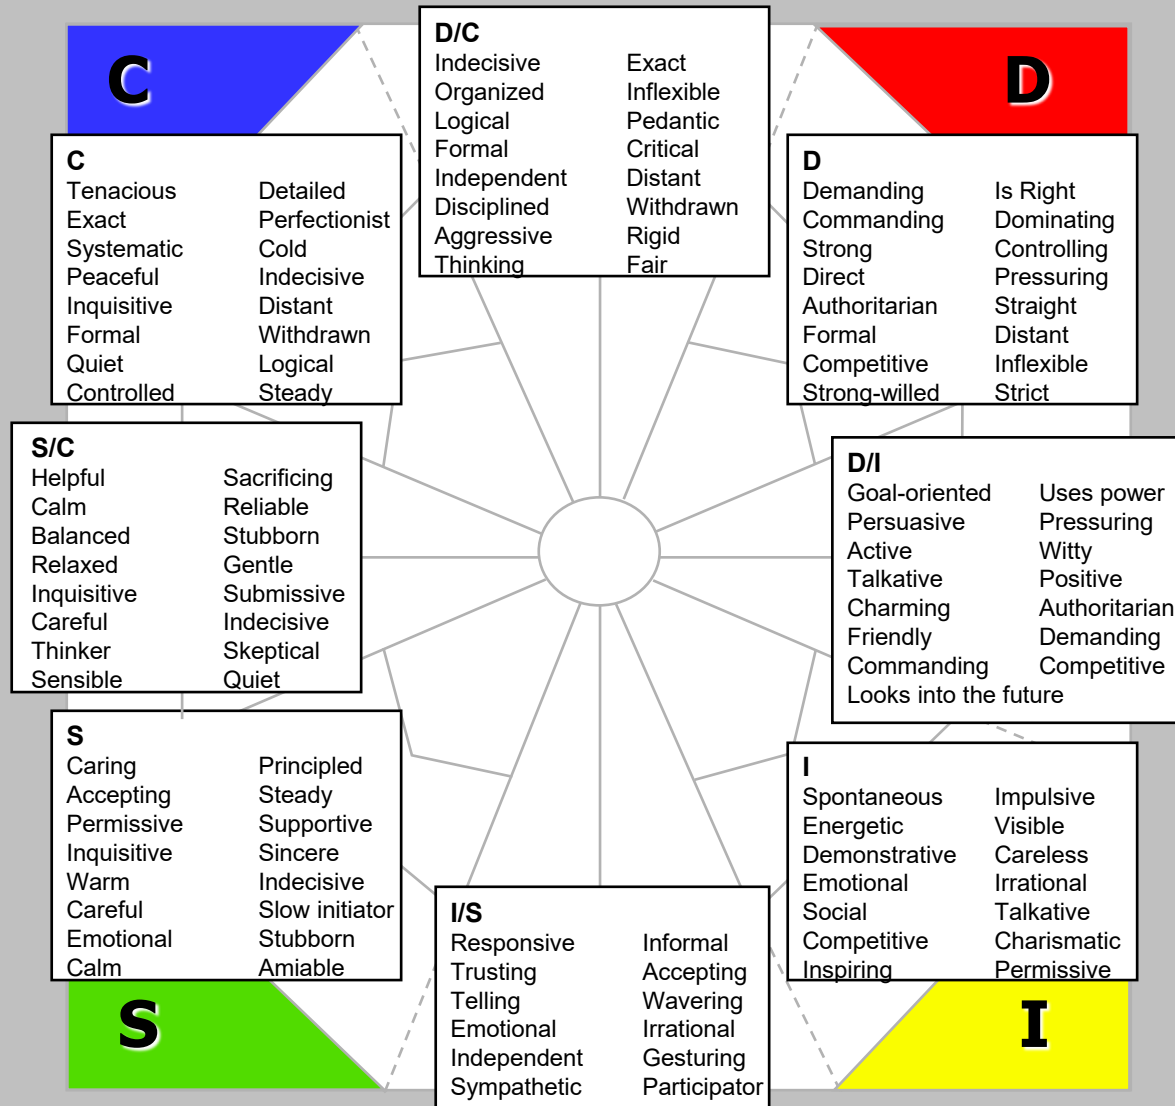 C
D
D/C
Indecisive Exact
Organized Inflexible
Logical Pedantic
Formal Critical
Independent Distant
Disciplined Withdrawn
Aggressive Rigid
Thinking Fair
C
Tenacious Detailed
Exact Perfectionist
Systematic Cold
Peaceful Indecisive
Inquisitive Distant
Formal Withdrawn
Quiet Logical
Controlled Steady
D
Demanding Is Right
Commanding Dominating
Strong Controlling
Direct Pressuring
Authoritarian Straight
Formal Distant
Competitive Inflexible
Strong-willed Strict
S/C
Helpful Sacrificing
Calm Reliable
Balanced Stubborn
Relaxed Gentle
Inquisitive Submissive
Careful Indecisive
Thinker Skeptical
Sensible Quiet
D/I
Goal-oriented Uses power
Persuasive Pressuring
Active Witty
Talkative Positive
Charming Authoritarian
Friendly Demanding
Commanding Competitive
Looks into the future
S
Caring Principled
Accepting Steady
Permissive Supportive
Inquisitive Sincere
Warm Indecisive
Careful Slow initiator
Emotional Stubborn
Calm Amiable
I
Spontaneous Impulsive
Energetic Visible
Demonstrative Careless
Emotional Irrational
Social Talkative
Competitive Charismatic
Inspiring Permissive
I/S
Responsive Informal
Trusting Accepting
Telling Wavering
Emotional Irrational
Independent Gesturing
Sympathetic Participator
S
I